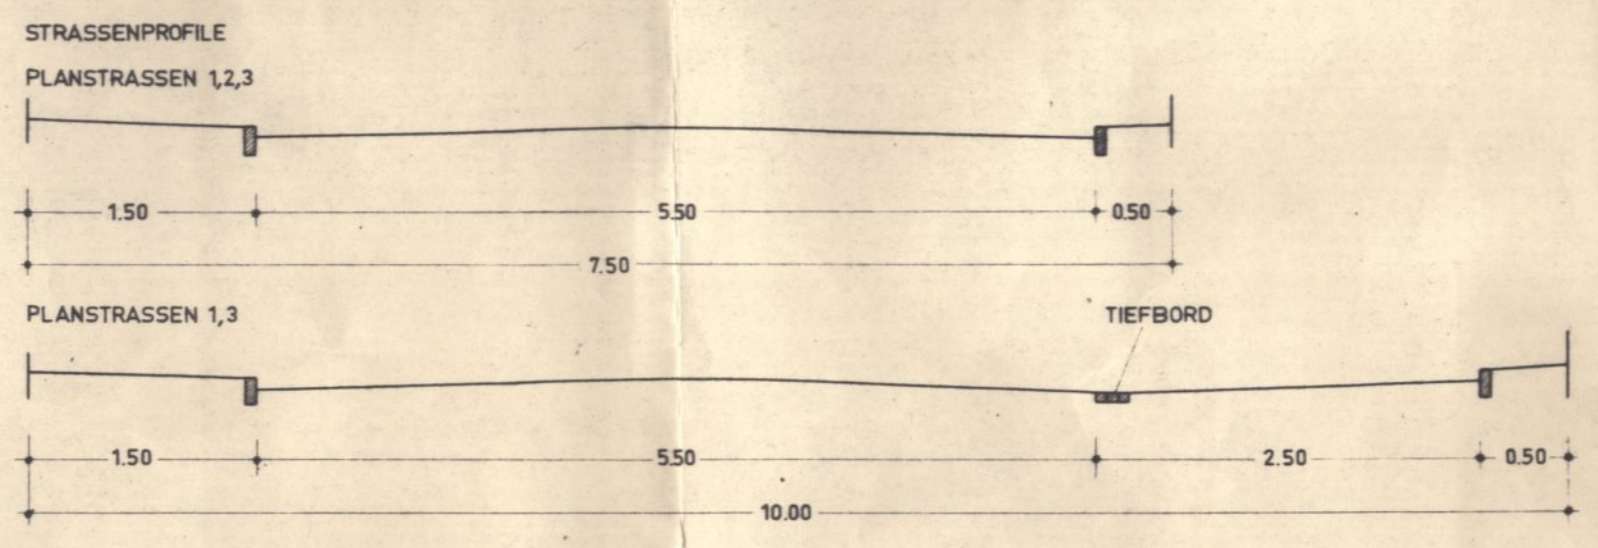 STRASSENPROFILE
PLANSTRASSEN 1,2,3
1.50 5.50 0.50
7.50
PLANSTRASSEN 1,3
TIEFBORD
1.50 5.50 2.50 0.50
10.00